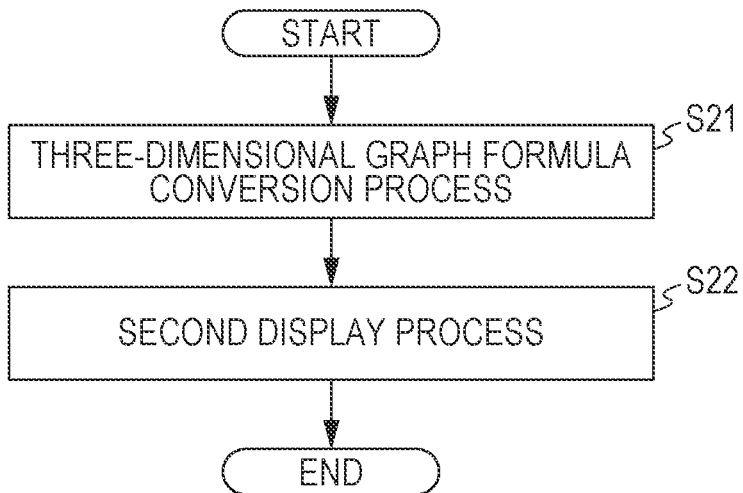 START
S21
THREE-DIMENSIONAL GRAPH FORMULA
CONVERSION PROCESS
S22
SECOND DISPLAY PROCESS
END